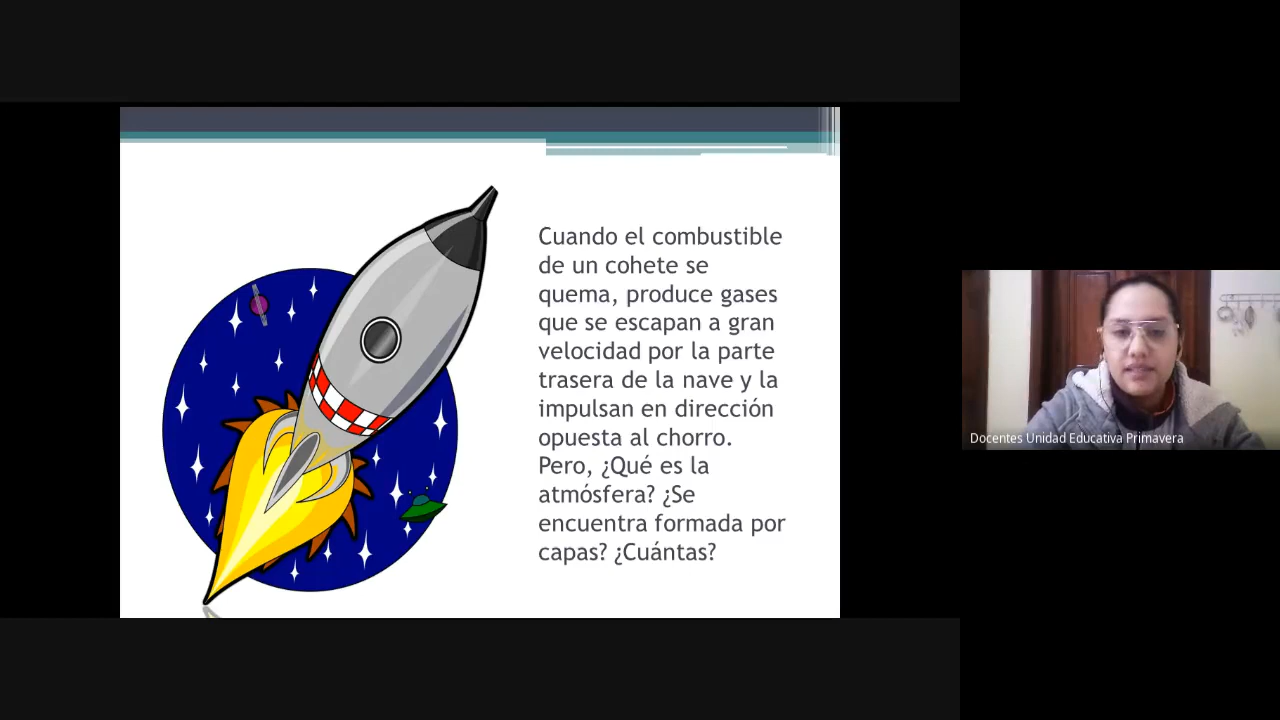 Cuando el combustible
de un cohete se
quema, produce gases
que se escapan a gran
velocidad por la parte
trasera de la nave y la
impulsan en dirección
opuesta al chorro.
Pero, ¿Qué es la
atmósfera? ¿Se
encuentra formada por
capas? ¿Cuántas?
Docentes Unidad Educativa Primavera